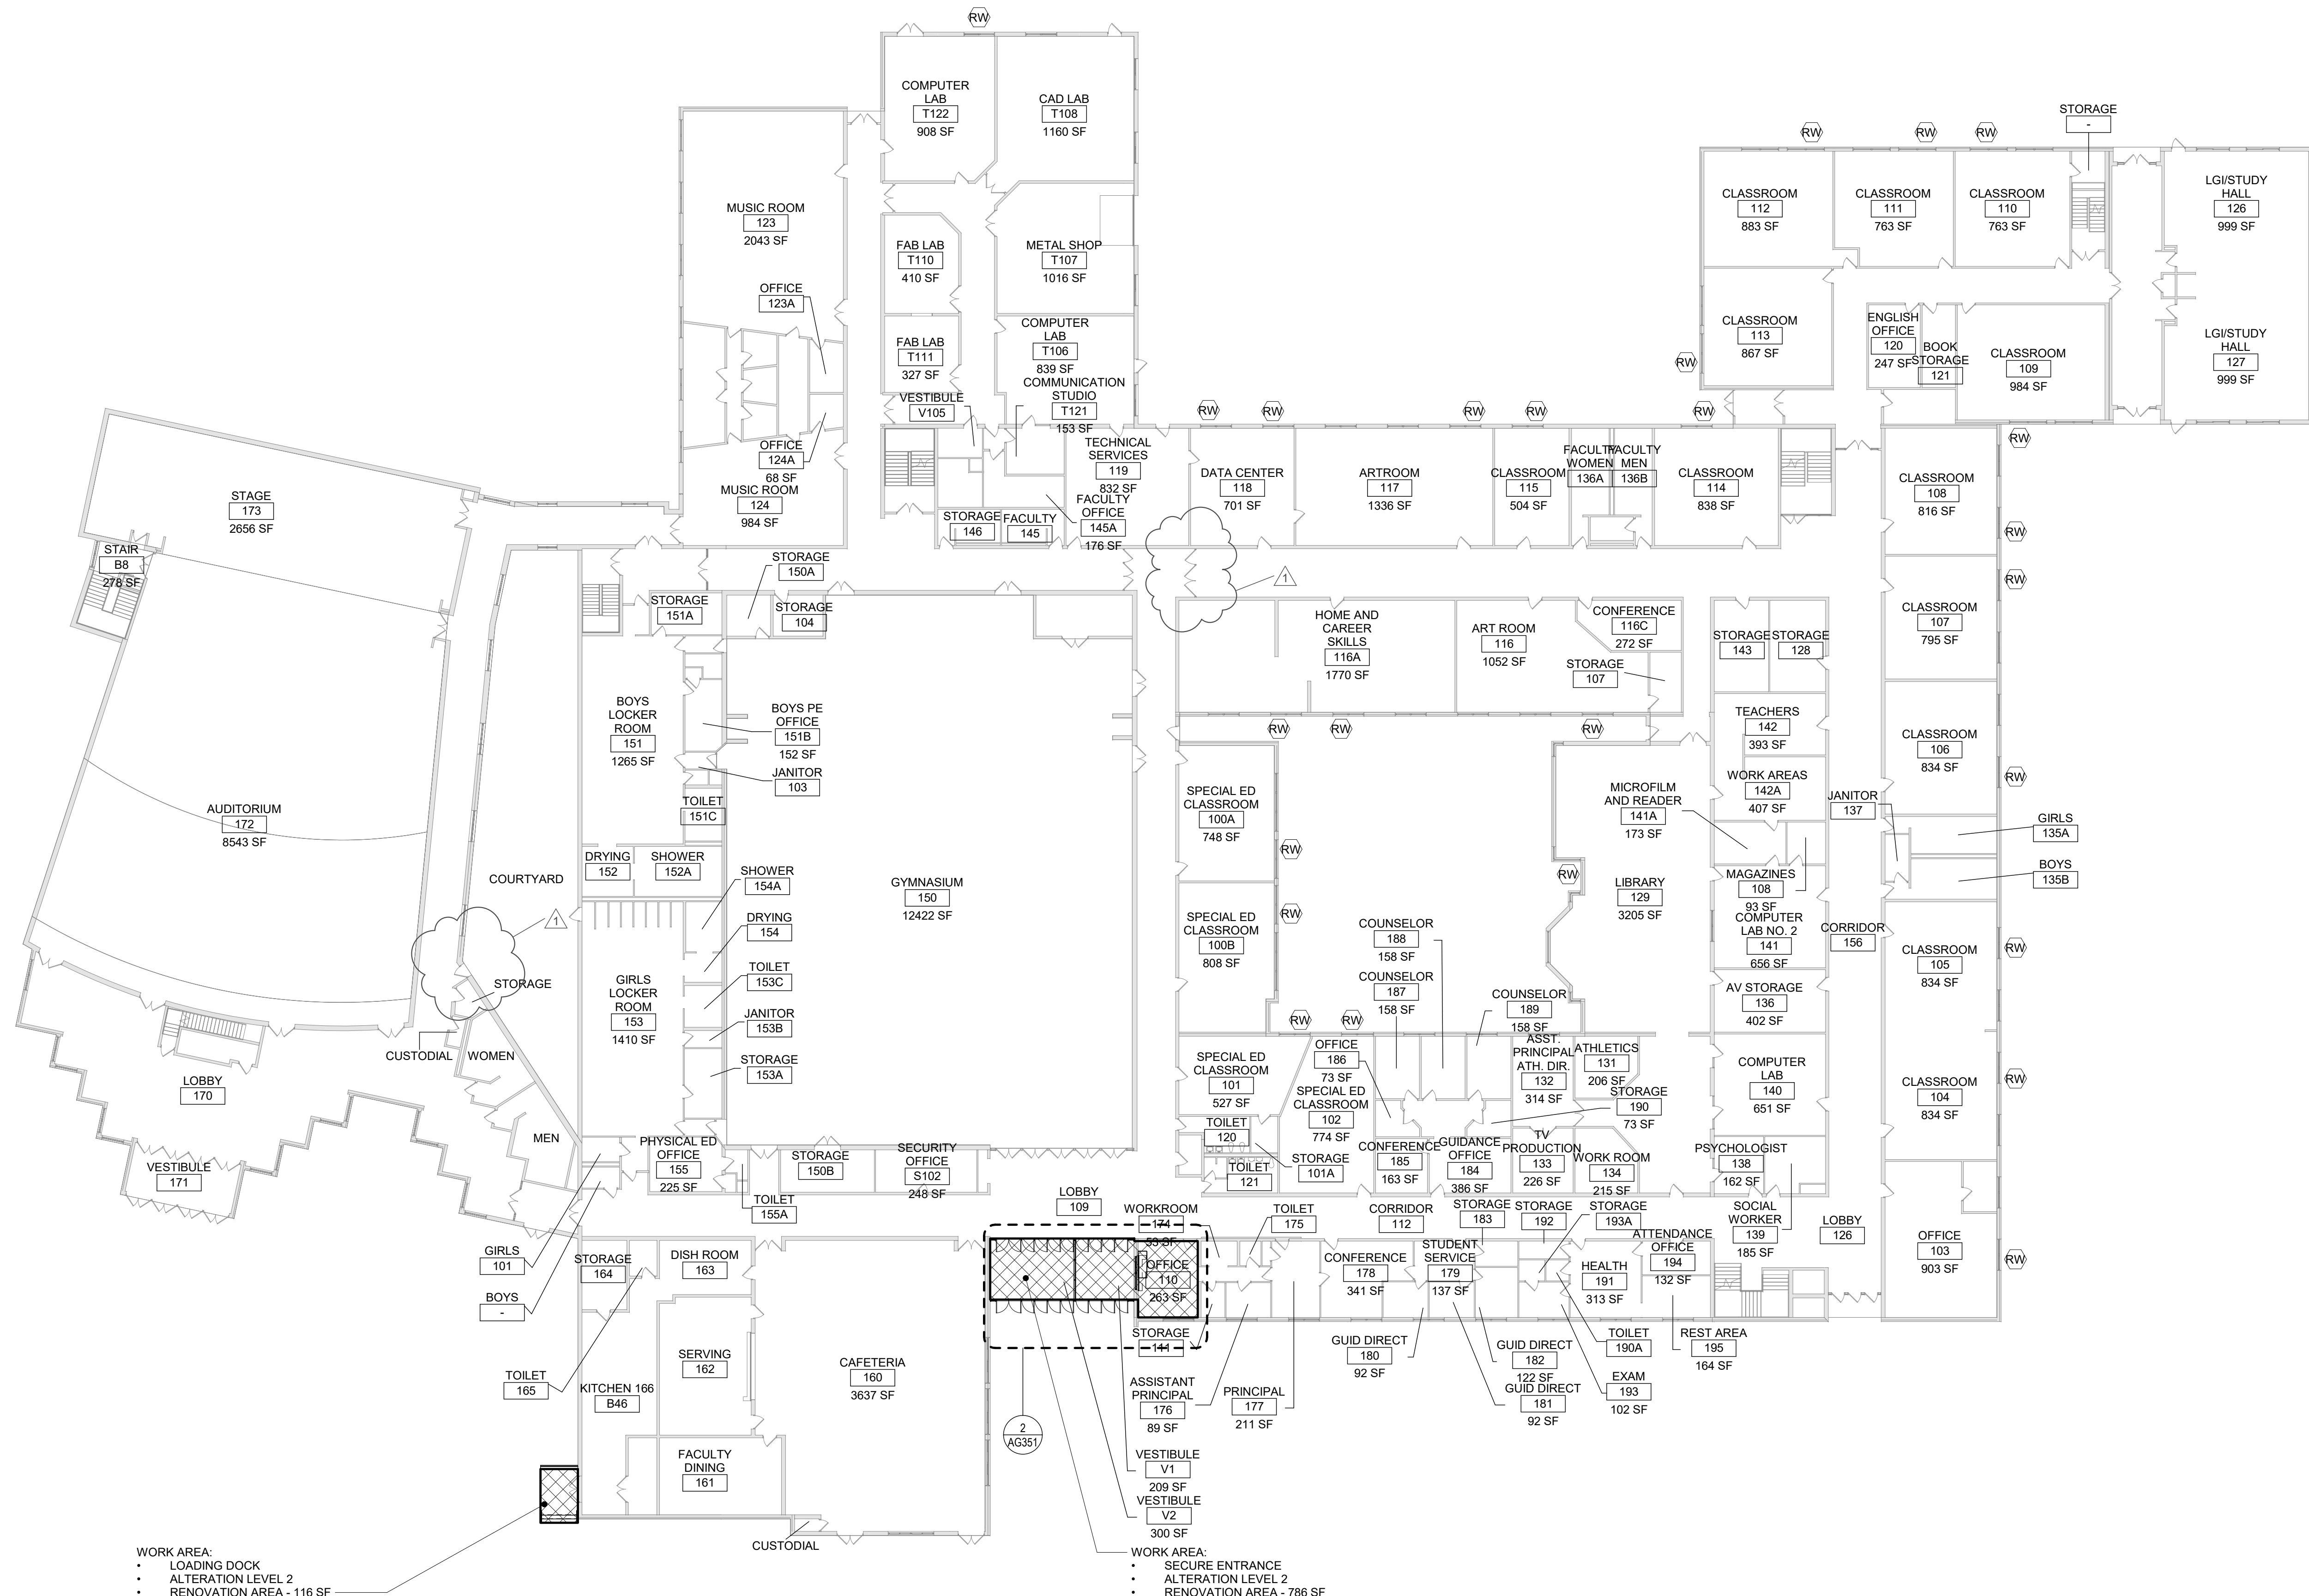 RW
COMPUTER
LAB
T122
908 SF
CAD LAB
T108
1160 SF
STORAGE
-
RW
RW
RW
MUSIC ROOM
123
2043 SF
CLASSROOM
112
883 SF
CLASSROOM
111
763 SF
CLASSROOM
110
763 SF
LGI/STUDY
HALL
126
999 SF
FAB LAB
T110
410 SF
METAL SHOP
T107
1016 SF
OFFICE
123A
COMPUTER
LAB
T106
839 SF
FAB LAB
T111
327 SF
CLASSROOM
113
867 SF
RW
ENGLISH
OFFICE
120
247 SF
BOOK
STORAGE
121
CLASSROOM
109
984 SF
LGI/STUDY
HALL
127
999 SF
COMMUNICATION
STUDIO
T121
153 SF
VESTIBULE
V105
RW
RW
RW
RW
RW
RW
OFFICE
124A
68 SF
MUSIC ROOM
124
984 SF
TECHNICAL
SERVICES
119
832 SF
DATA CENTER
118
701 SF
ARTROOM
117
1336 SF
CLASSROOM
115
504 SF
FACULTY
WOMEN
136A
FACULTY
MEN
136B
CLASSROOM
114
838 SF
CLASSROOM
108
816 SF
STAGE
173
2656 SF
STORAGE
146
FACULTY
145
FACULTY
OFFICE
145A
176 SF
RW
STAIR
B8
278 SF
STORAGE
150A
1
RW
STORAGE
151A
STORAGE
104
HOME AND
CAREER
SKILLS
116A
1770 SF
ART ROOM
116
1052 SF
CONFERENCE
116C
272 SF
STORAGE
107
STORAGE
143
STORAGE
128
CLASSROOM
107
795 SF
BOYS
LOCKER
ROOM
151
1265 SF
BOYS PE
OFFICE
151B
152 SF
JANITOR
103
RW
RW
RW
TEACHERS
142
393 SF
CLASSROOM
106
834 SF
RW
AUDITORIUM
172
8543 SF
TOILET
151C
SPECIAL ED
CLASSROOM
100A
748 SF
RW
MICROFILM
AND READER
141A
173 SF
WORK AREAS
142A
407 SF
JANITOR
137
GIRLS
135A
DRYING
152
SHOWER
152A
COURTYARD
SHOWER
154A
GYMNASIUM
150
12422 SF
RW
LIBRARY
129
3205 SF
MAGAZINES
108
93 SF
BOYS
135B
1
DRYING
154
SPECIAL ED
CLASSROOM
100B
808 SF
RW
COUNSELOR
188
158 SF
COMPUTER
LAB NO. 2
141
656 SF
CORRIDOR
156
CLASSROOM
105
834 SF
RW
STORAGE
GIRLS
LOCKER
ROOM
153
1410 SF
TOILET
153C
COUNSELOR
187
158 SF
COUNSELOR
189
158 SF
AV STORAGE
136
402 SF
JANITOR
153B
RW
RW
CUSTODIAL
WOMEN
STORAGE
153A
SPECIAL ED
CLASSROOM
101
527 SF
OFFICE
186
73 SF
ASST.
PRINCIPAL
ATH. DIR.
132
314 SF
ATHLETICS
131
206 SF
COMPUTER
LAB
140
651 SF
CLASSROOM
104
834 SF
RW
LOBBY
170
SPECIAL ED
CLASSROOM
102
774 SF
STORAGE
190
73 SF
MEN
TOILET
120
VESTIBULE
171
PHYSICAL ED
OFFICE
155
225 SF
STORAGE
150B
SECURITY
OFFICE
S102
248 SF
TOILET
121
STORAGE
101A
CONFERENCE
185
163 SF
GUIDANCE
OFFICE
184
386 SF
TV
PRODUCTION
133
226 SF
WORK ROOM
134
215 SF
PSYCHOLOGIST
138
162 SF
TOILET
155A
LOBBY
109
WORKROOM
174
53 SF
TOILET
175
CORRIDOR
112
STORAGE
183
STORAGE
192
STORAGE
193A
SOCIAL
WORKER
139
185 SF
LOBBY
126
OFFICE
103
903 SF
RW
GIRLS
101
STORAGE
164
DISH ROOM
163
OFFICE
110
263 SF
CONFERENCE
178
341 SF
STUDENT
SERVICE
179
137 SF
HEALTH
191
313 SF
ATTENDANCE
OFFICE
194
132 SF
BOYS
-
SERVING
162
CAFETERIA
160
3637 SF
STORAGE
111
GUID DIRECT
180
92 SF
GUID DIRECT
182
122 SF
TOILET
190A
REST AREA
195
164 SF
TOILET
165
KITCHEN 166
B46
ASSISTANT
PRINCIPAL
176
89 SF
PRINCIPAL
177
211 SF
GUID DIRECT
181
92 SF
EXAM
193
102 SF
2
AG351
FACULTY
DINING
161
VESTIBULE
V1
209 SF
VESTIBULE
V2
300 SF
CUSTODIAL
WORK AREA:
• LOADING DOCK
• ALTERATION LEVEL 2
• RENOVATION AREA - 116 SF
WORK AREA:
• SECURE ENTRANCE
• ALTERATION LEVEL 2
• RENOVATION AREA - 786 SF